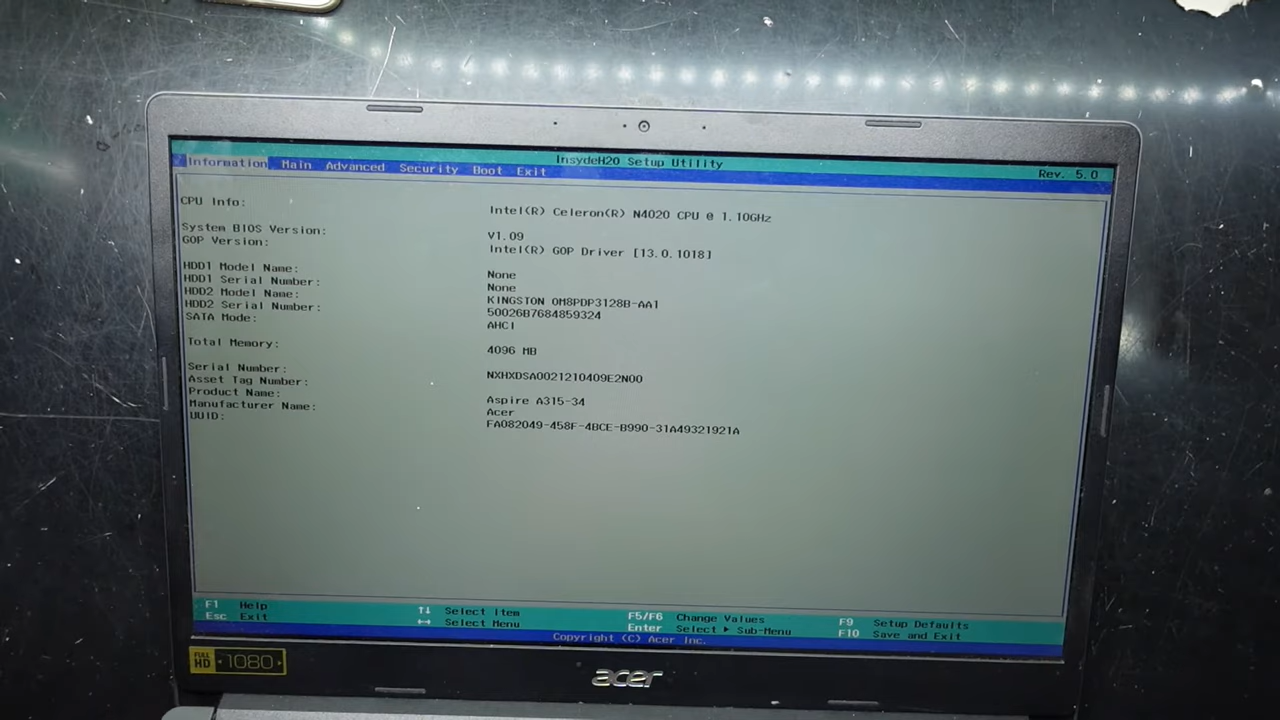 InsydeH20 Setup Utility
Rev. 5.0
Information Main Advanced Security Boot Exit
CPU Info: Intel(R) Celeron(R) N4020 CPU @ 1.10GHz
System BIOS Version: V1.09
GOP Version: Intel(R) GOP Driver [13.0.1018]
HDD1 Model Name: None
HDD1 Serial Number: None
HDD2 Model Name: KINGSTON OM8PDP3128B-AA1
HDD2 Serial Number: 50026B7684859324
SATA Mode: AHCI
Total Memory: 4096 MB
Serial Number: NXHXDSA0021210409E2N00
Asset Tag Number:
Product Name: Aspire A315-34
Manufacturer Name: Acer
UUID: FA082049-458F-4BCE-B990-31A49321921A
F1 Help ↑↓ Select Item F5/F6 Change Values F9 Setup Defaults
Esc Exit ↔ Select Menu Enter Select ▶ Sub-Menu F10 Save and Exit
Copyright (C) Acer Inc.
FULL HD 1080
acer